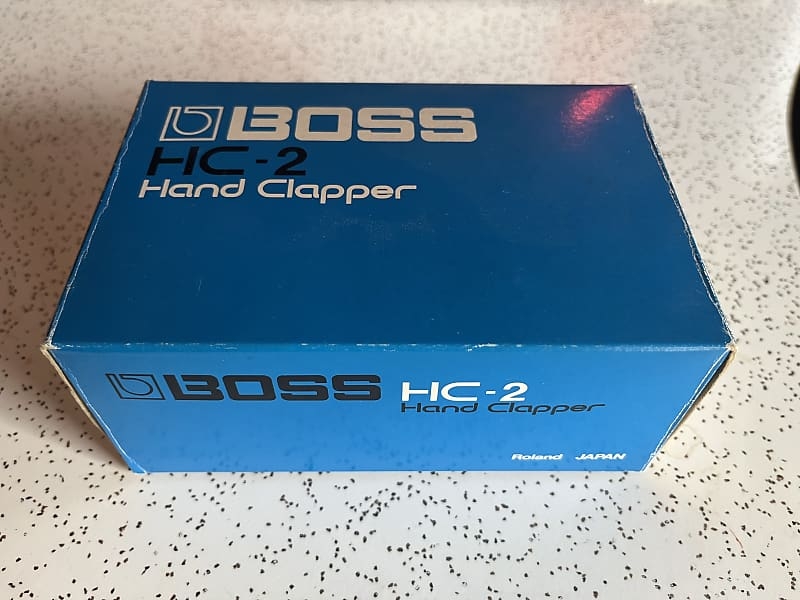 BOSS
HC-2
Hand Clapper
BOSS HC-2
Hand Clapper
Roland JAPAN